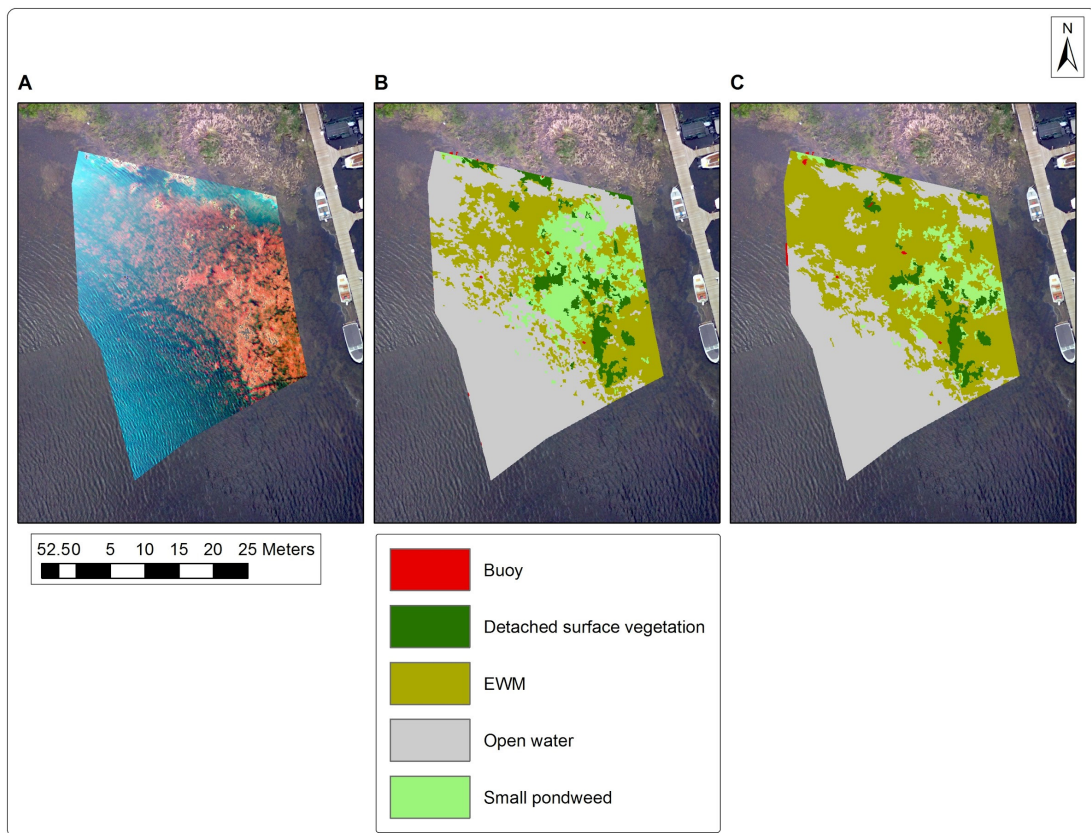 N
A
B
C
52.50 5 10 15 20 25 Meters
Buoy
Detached surface vegetation
EWM
Open water
Small pondweed